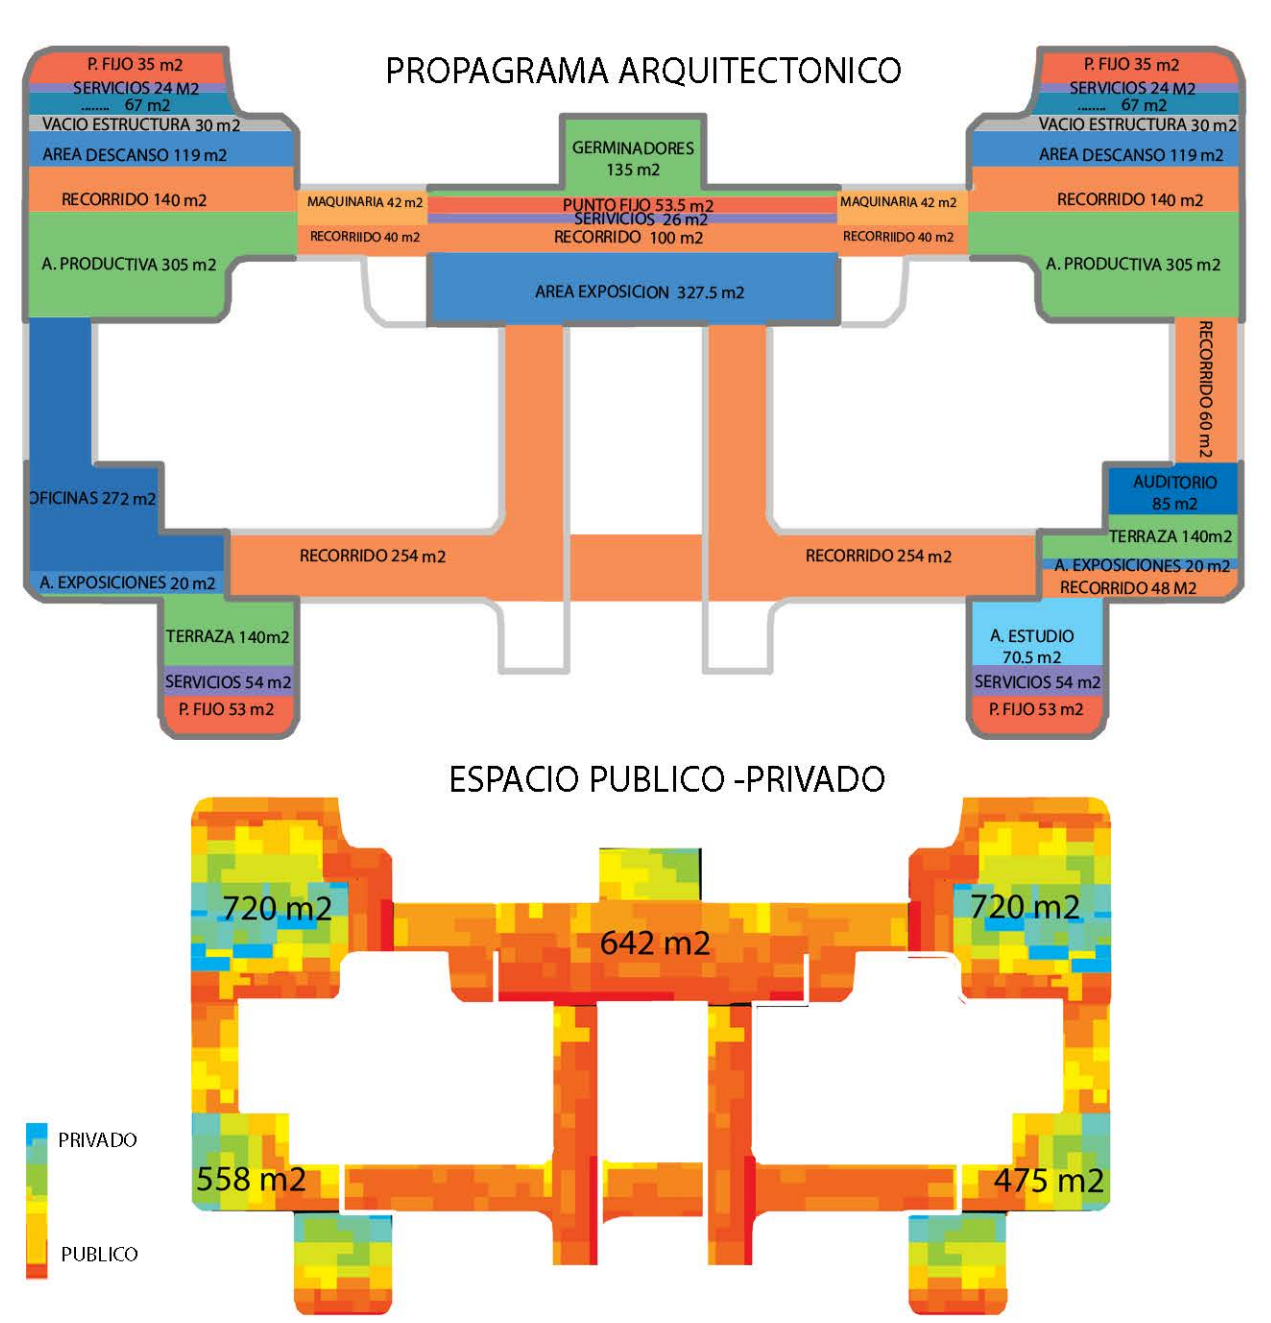 PROPAGRAMA ARQUITECTONICO
P. FIJO 35 m2
SERVICIOS 24 M2
........ 67 m2
VACIO ESTRUCTURA 30 m2
AREA DESCANSO 119 m2
RECORRIDO 140 m2
A. PRODUCTIVA 305 m2
MAQUINARIA 42 m2
RECORRIIDO 40 m2
GERMINADORES
135 m2
PUNTO FIJO 53.5 m2
SERIVICIOS 26 m2
RECORRIDO 100 m2
AREA EXPOSICION 327.5 m2
MAQUINARIA 42 m2
RECORRIIDO 40 m2
P. FIJO 35 m2
SERVICIOS 24 M2
........ 67 m2
VACIO ESTRUCTURA 30 m2
AREA DESCANSO 119 m2
RECORRIDO 140 m2
A. PRODUCTIVA 305 m2
RECORRIDO 60 m2
OFICINAS 272 m2
A. EXPOSICIONES 20 m2
TERRAZA 140m2
SERVICIOS 54 m2
P. FIJO 53 m2
RECORRIDO 254 m2
RECORRIDO 254 m2
AUDITORIO
85 m2
TERRAZA 140m2
A. EXPOSICIONES 20 m2
RECORRIDO 48 M2
A. ESTUDIO
70.5 m2
SERVICIOS 54 m2
P. FIJO 53 m2
ESPACIO PUBLICO -PRIVADO
720 m2
642 m2
720 m2
558 m2
475 m2
PRIVADO
PUBLICO